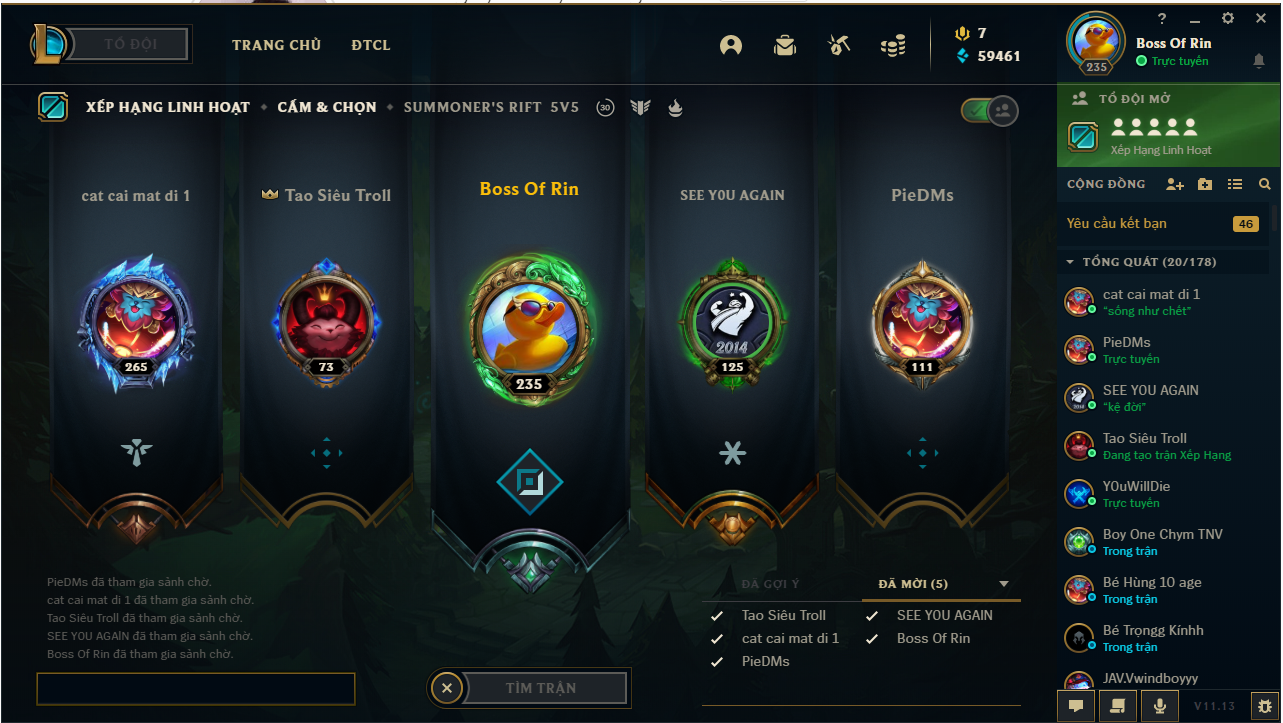 TỔ ĐỘI
TRANG CHỦ
ĐTCL
7
59461
235
Boss Of Rin
Trực tuyến
XẾP HẠNG LINH HOẠT
CẤM & CHỌN
SUMMONER'S RIFT 5V5
30
TỔ ĐỘI MỞ
Xếp Hạng Linh Hoạt
CỘNG ĐỒNG
Yêu cầu kết bạn
46
TỔNG QUÁT (20/178)
cat cai mat di 1
"sống như chết"
PieDMs
Trực tuyến
SEE Y0U AGAIN
"kệ đời"
Tao Siêu Troll
Đang tạo trận Xếp Hạng
Y0uWillDie
Trực tuyến
Boy One Chym TNV
Trong trận
Bé Hùng 10 age
Trong trận
Bé Trọngg Kínhh
Trong trận
JAV.Vwindboyyy
V11.13
cat cai mat di 1
265
Tao Siêu Troll
73
Boss Of Rin
235
SEE Y0U AGAIN
2014
125
PieDMs
111
PieDMs đã tham gia sảnh chờ.
cat cai mat di 1 đã tham gia sảnh chờ.
Tao Siêu Troll đã tham gia sảnh chờ.
SEE Y0U AGAIN đã tham gia sảnh chờ.
Boss Of Rin đã tham gia sảnh chờ.
TÌM TRẬN
ĐÃ GỢI Ý
ĐÃ MỜI (5)
Tao Siêu Troll
SEE Y0U AGAIN
cat cai mat di 1
Boss Of Rin
PieDMs